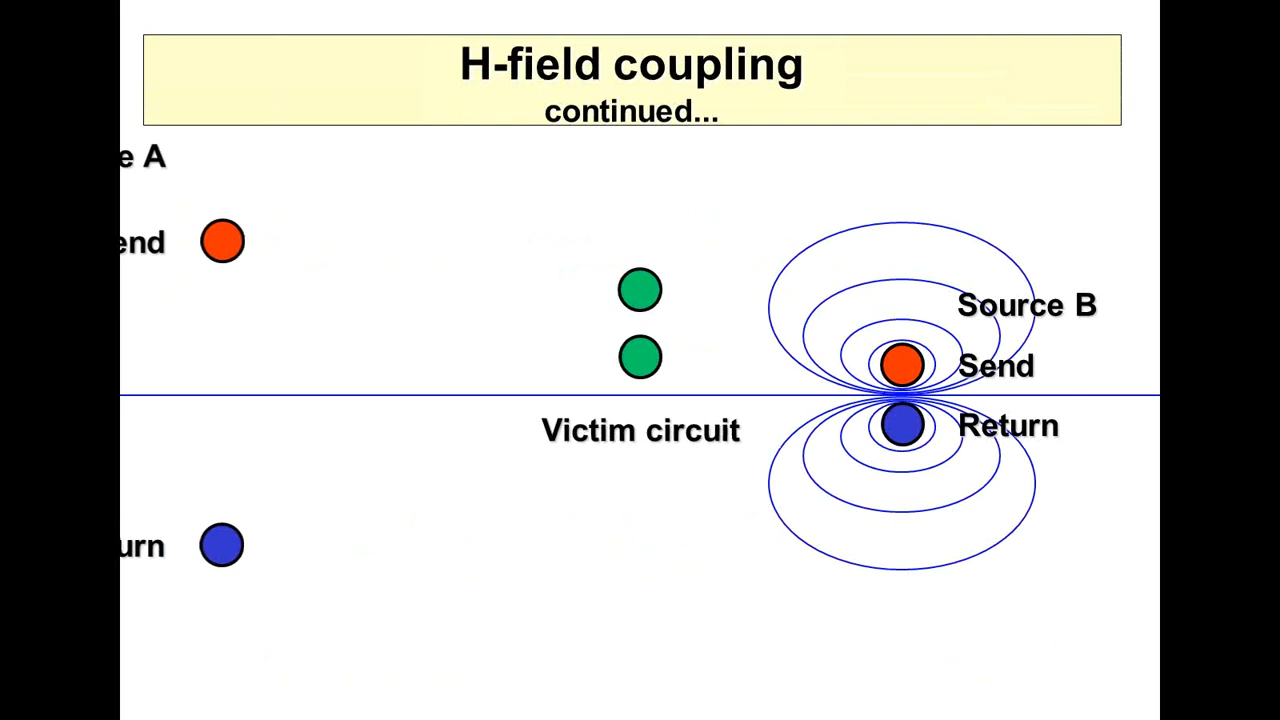 H-field coupling
continued...
e A
end
Source B
Send
Return
Victim circuit
urn